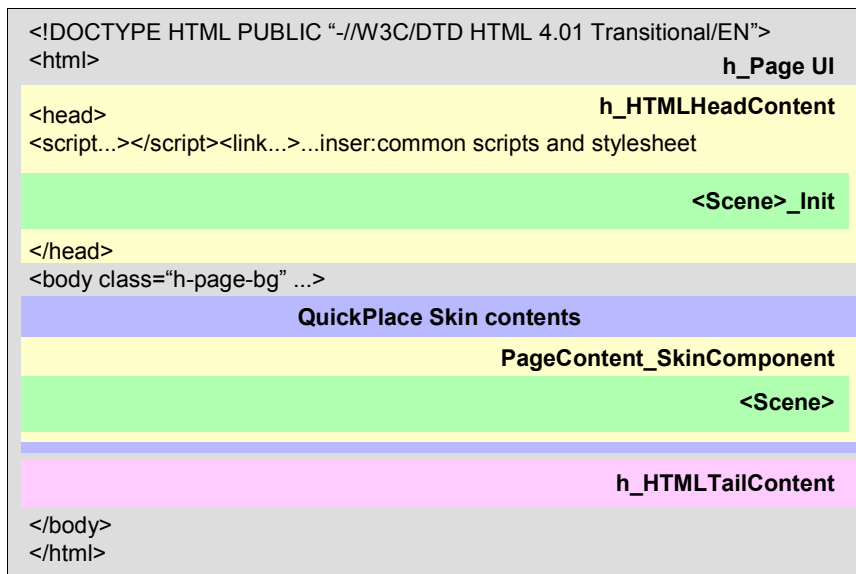 <!DOCTYPE HTML PUBLIC “-//W3C/DTD HTML 4.01 Transitional/EN”>
<html>
h_Page UI
h_HTMLHeadContent
<head>
<script...></script><link...>...inser:common scripts and stylesheet
<Scene>_Init
</head>
<body class=“h-page-bg” ...>
QuickPlace Skin contents
PageContent_SkinComponent
<Scene>
h_HTMLTailContent
</body>
</html>